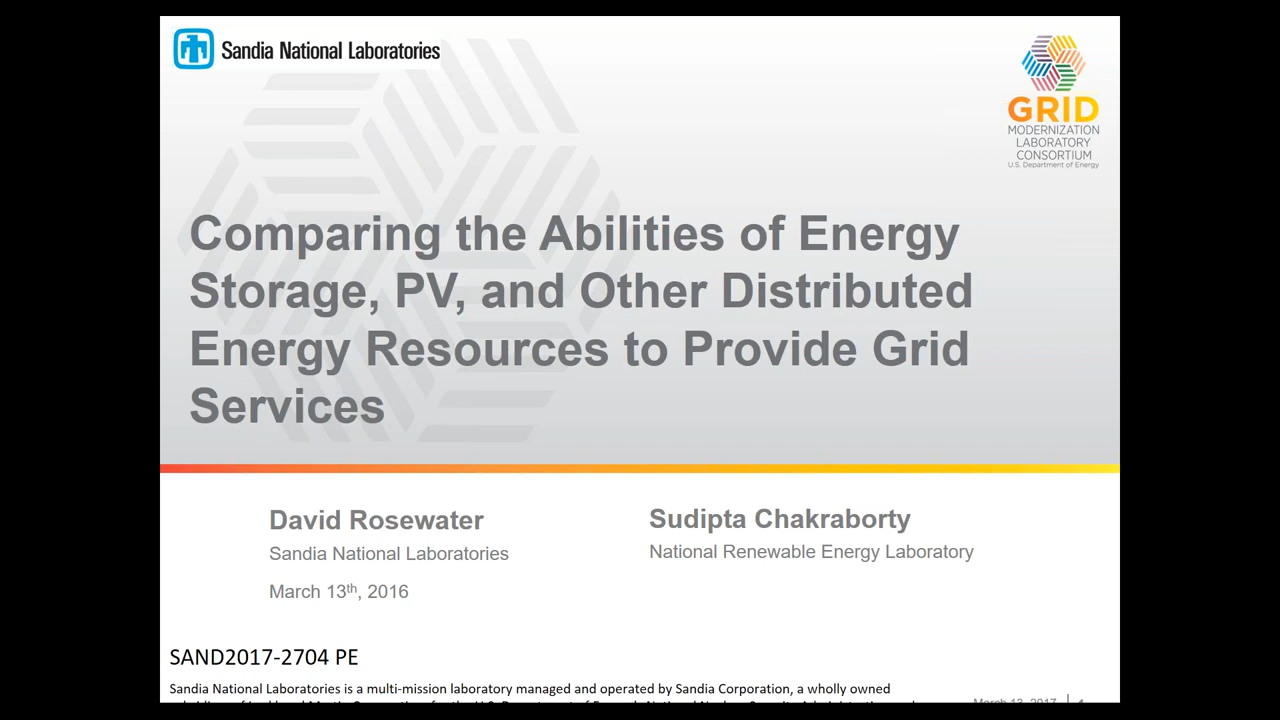 Sandia National Laboratories
GRID
MODERNIZATION
LABORATORY
CONSORTIUM
U.S. Department of Energy
Comparing the Abilities of Energy
Storage, PV, and Other Distributed
Energy Resources to Provide Grid
Services
David Rosewater
Sandia National Laboratories
March 13th, 2016
Sudipta Chakraborty
National Renewable Energy Laboratory
SAND2017-2704 PE
Sandia National Laboratories is a multi-mission laboratory managed and operated by Sandia Corporation, a wholly owned
March 13, 2017